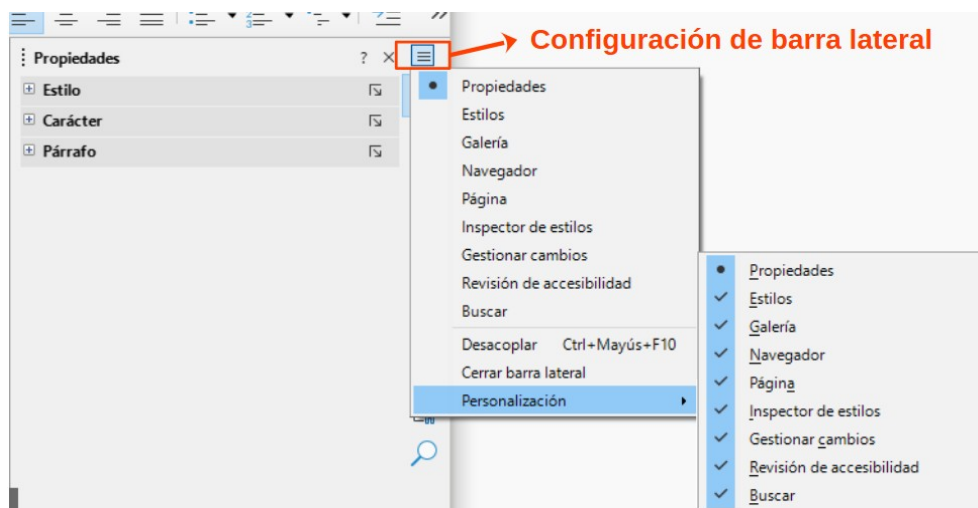 Configuración de barra lateral
Propiedades ?
Estilo
Carácter
Párrafo
Propiedades
Estilos
Galería
Navegador
Página
Inspector de estilos
Gestionar cambios
Revisión de accesibilidad
Buscar
Desacoplar Ctrl+Mayús+F10
Cerrar barra lateral
Personalización
Propiedades
Estilos
Galería
Navegador
Página
Inspector de estilos
Gestionar cambios
Revisión de accesibilidad
Buscar